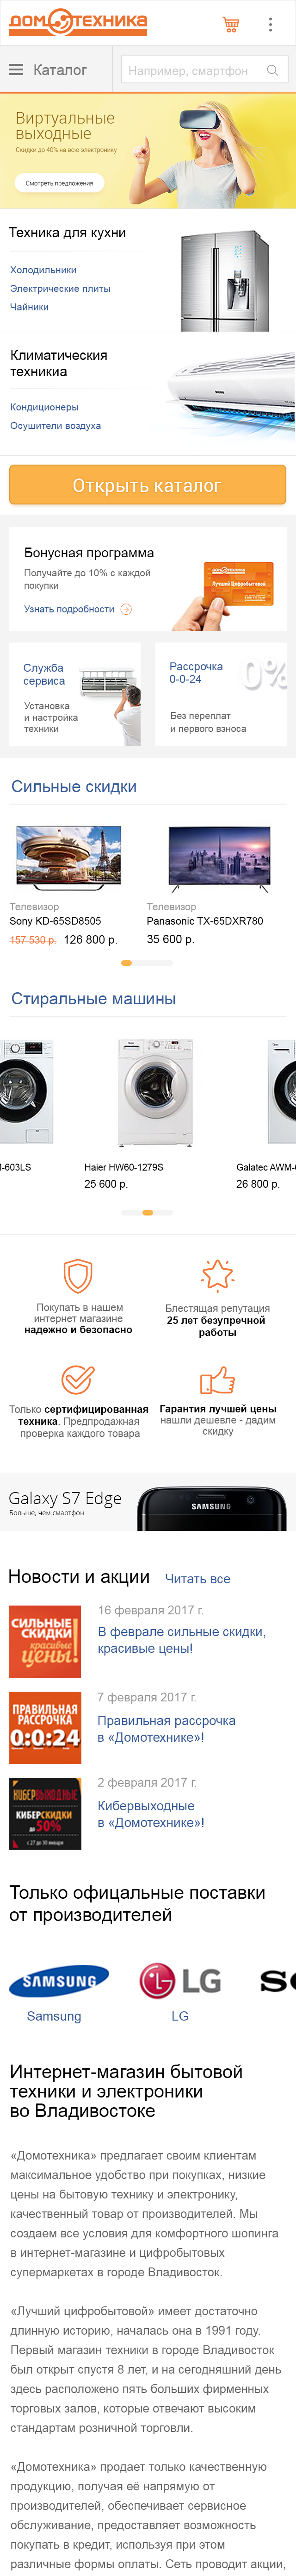 ДОМОТЕХНИКА
Каталог
Например, смартфон
Виртуальные
выходные
Скидки до 40% на всю электронику
Смотреть предложения
Техника для кухни
Холодильники
Электрические плиты
Чайники
Климатическия
техникиа
Кондиционеры
Осушители воздуха
Открыть каталог
Бонусная программа
Получайте до 10% с каждой
покупки
Узнать подробности
Лучший Цифровой
Служба
сервиса
Установка
и настройка
техники
Рассрочка
0-0-24
0%
Без переплат
и первого взноса
Сильные скидки
Телевизор
Sony KD-65SD8505
157 530 р. 126 800 р.
Телевизор
Panasonic TX-65DXR780
35 600 р.
Стиральные машины
M-603LS
Haier HW60-1279S
25 600 р.
Galatec AWM-
26 800 р.
Покупать в нашем
интернет магазине
надежно и безопасно
Блестящая репутация
25 лет безупречной
работы
Только сертифицированная
техника. Предпродажная
проверка каждого товара
Гарантия лучшей цены
нашли дешевле - дадим
скидку
Galaxy S7 Edge
Больше, чем смартфон
SAMSUNG
Новости и акции Читать все
СИЛЬНЫЕ
СКИДКИ
красивые
цены!
16 февраля 2017 г.
В феврале сильные скидки,
красивые цены!
ПРАВИЛЬНАЯ
РАССРОЧКА
0:0:24
7 февраля 2017 г.
Правильная рассрочка
в «Домотехнике»!
КИБЕРВЫХОДНЫЕ
КИБЕРСКИДКИ
до 50%
с 27 до 30 января
2 февраля 2017 г.
Кибервыходные
в «Домотехнике»!
Только офицальные поставки
от производителей
SAMSUNG
LG
SO
Samsung
LG
Интернет-магазин бытовой
техники и электроники
во Владивостоке
«Домотехника» предлагает своим клиентам
максимальное удобство при покупках, низкие
цены на бытовую технику и электронику,
качественный товар от производителей. Мы
создаем все условия для комфортного шопинга
в интернет-магазине и цифробытовых
супермаркетах в городе Владивосток.
«Лучший цифробытовой» имеет достаточно
длинную историю, началась она в 1991 году.
Первый магазин техники в городе Владивосток
был открыт спустя 8 лет, и на сегодняшний день
здесь расположено пять больших фирменных
торговых залов, которые отвечают высоким
стандартам розничной торговли.
«Домотехника» продает только качественную
продукцию, получая её напрямую от
производителей, обеспечивает сервисное
обслуживание, предоставляет возможность
покупать в кредит, используя при этом
различные формы оплаты. Сеть проводит акции,